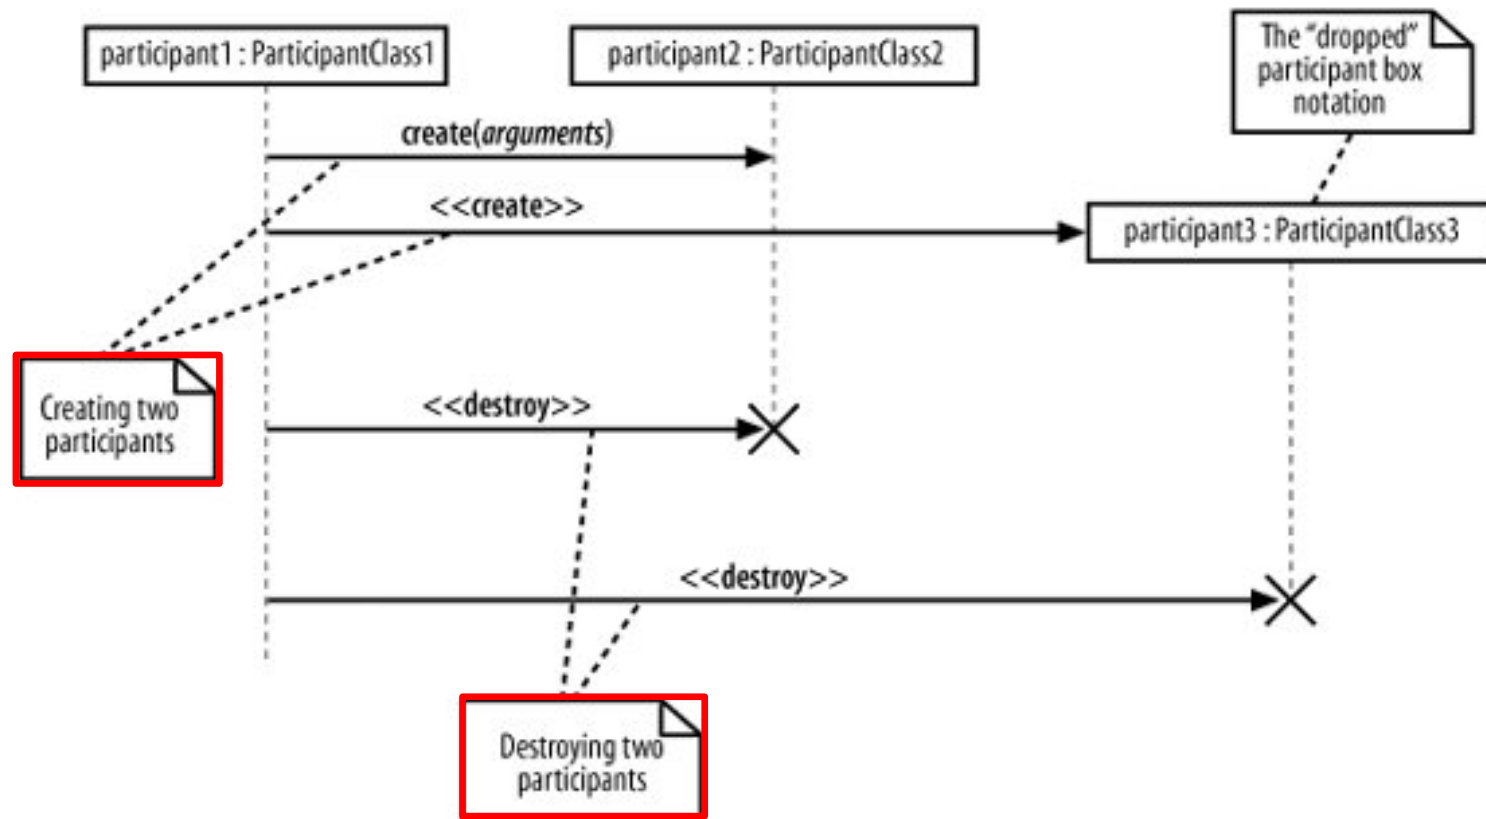 participant1 : ParticipantClass1
participant2 : ParticipantClass2
The “dropped”
participant box
notation
create(arguments)
<<create>>
participant3 : ParticipantClass3
Creating two
participants
<<destroy>>
<<destroy>>
Destroying two
participants